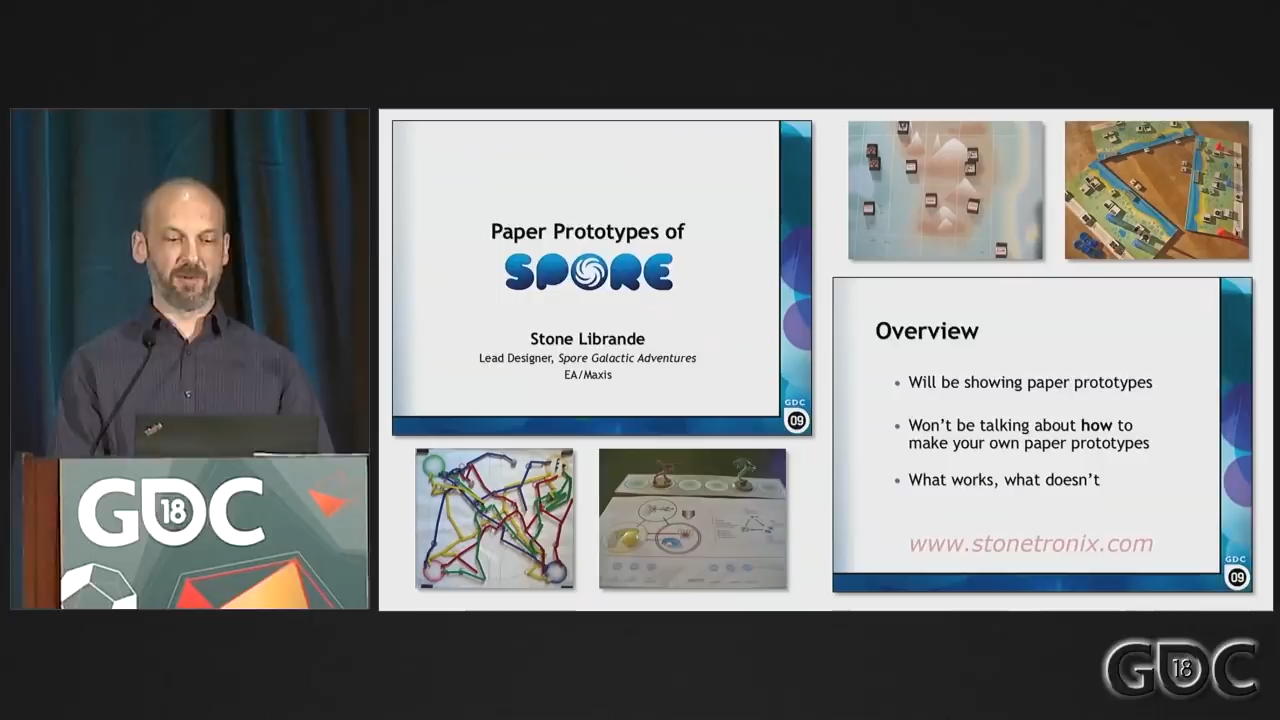 Paper Prototypes of
SPORE
Stone Librande
Lead Designer, Spore Galactic Adventures
EA/Maxis
GDC
09
Overview
• Will be showing paper prototypes
• Won't be talking about how to
make your own paper prototypes
• What works, what doesn't
www.stonetronix.com
GDC
09
GDC
18
GDC
18